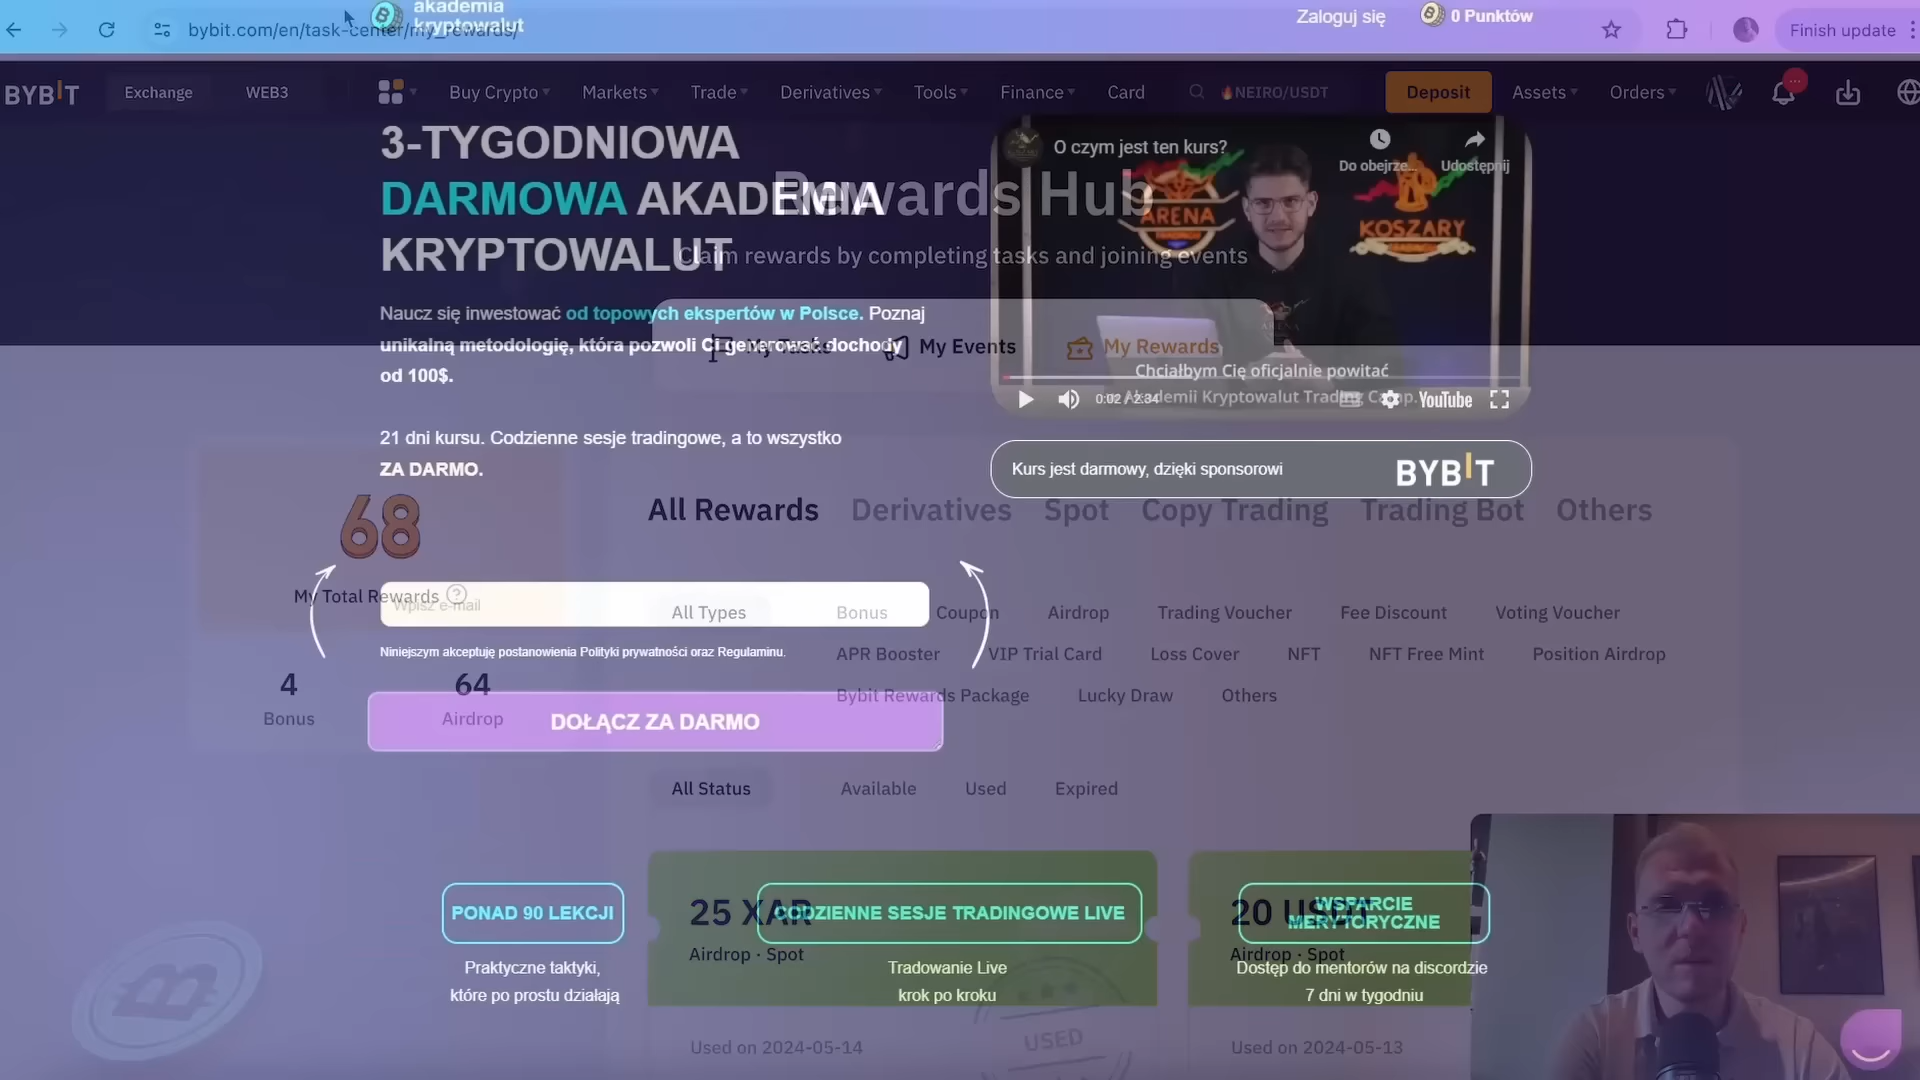 akademia
kryptowalut
Zaloguj się
0 Punktów
bybit.com/en/task-center/my_rewards/
Finish update
BYBIT
Exchange
WEB3
Buy Crypto
Markets
Trade
Derivatives
Tools
Finance
Card
NEIRO/USDT
Deposit
Assets
Orders
3-TYGODNIOWA
DARMOWA AKADEMIA
KRYPTOWALUT
Rewards Hub
Claim rewards by completing tasks and joining events
O czym jest ten kurs?
Do obejrze...
Udostępnij
ARENA
KOSZARY
Naucz się inwestować od topowych ekspertów w Polsce. Poznaj
unikalną metodologię, która pozwoli Ci generować dochody
od 100$.
My Tasks
My Events
My Rewards
Chciałbym Cię oficjalnie powitać
Akademii Kryptowalut Trading Camp.
0:02 / 2:34
YouTube
21 dni kursu. Codzienne sesje tradingowe, a to wszystko
ZA DARMO.
Kurs jest darmowy, dzięki sponsorowi
BYBIT
68
My Total Rewards
4
Bonus
64
Airdrop
All Rewards
Derivatives
Spot
Copy Trading
Trading Bot
Others
Wpisz e-mail
Niniejszym akceptuję postanowienia Polityki prywatności oraz Regulaminu.
DOŁĄCZ ZA DARMO
All Types
Bonus
Coupon
Airdrop
Trading Voucher
Fee Discount
Voting Voucher
APR Booster
VIP Trial Card
Loss Cover
NFT
NFT Free Mint
Position Airdrop
Bybit Rewards Package
Lucky Draw
Others
All Status
Available
Used
Expired
PONAD 90 LEKCJI
Praktyczne taktyki,
które po prostu działają
25 XAR
Airdrop · Spot
CODZIENNE SESJE TRADINGOWE LIVE
Tradowanie Live
krok po kroku
20 USDT
Airdrop · Spot
WSPARCIE
MERYTORYCZNE
Dostęp do mentorów na discordzie
7 dni w tygodniu
Used on 2024-05-14
USED
Used on 2024-05-13